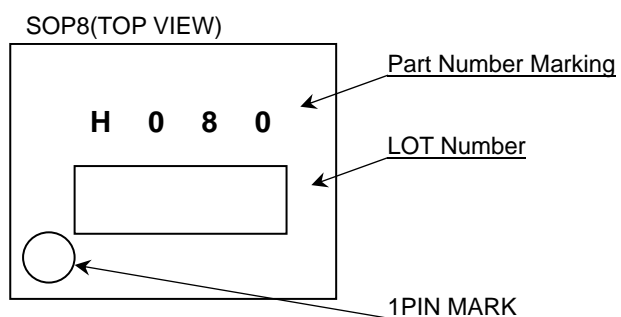 SOP8(TOP VIEW)
Part Number Marking
H 0 8 0
LOT Number
1PIN MARK